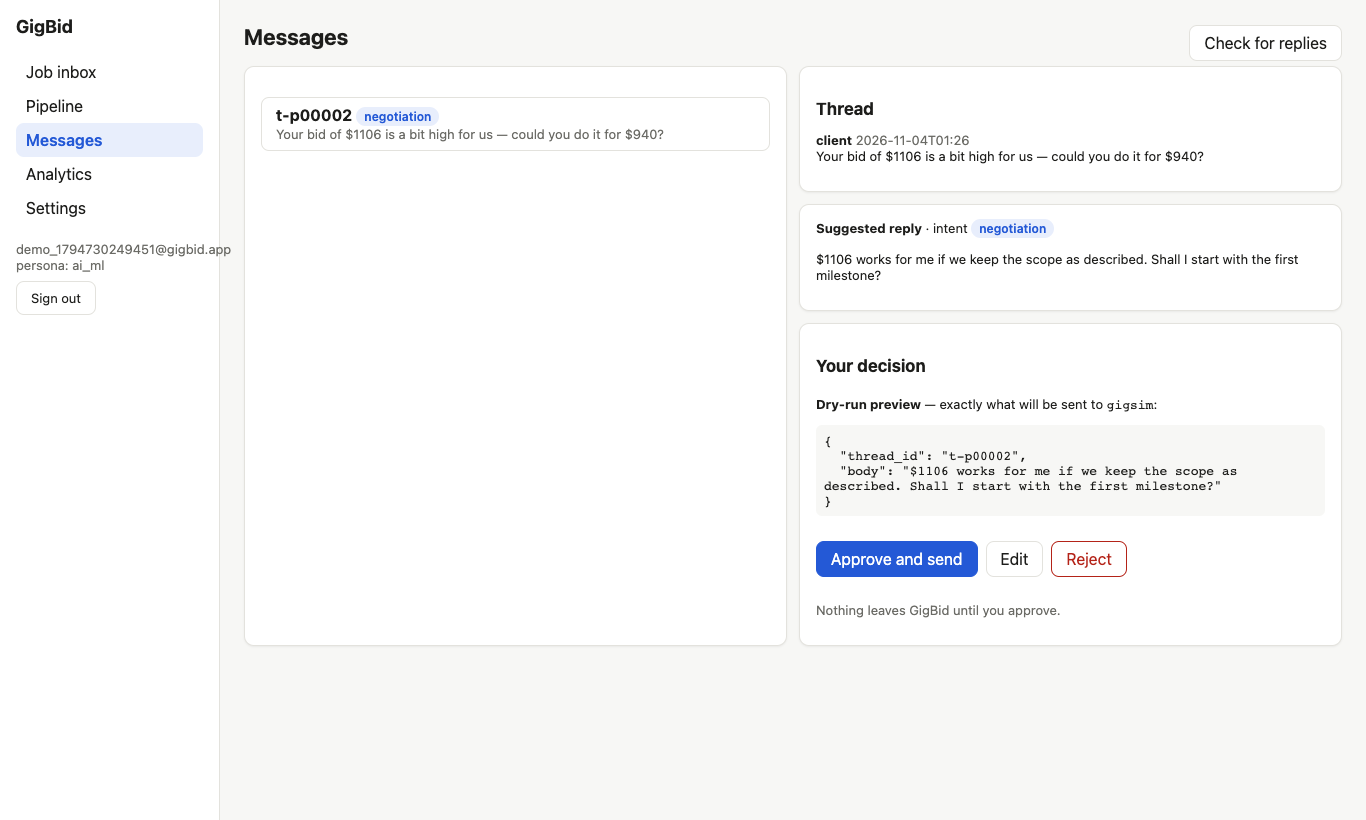 GigBid
Job inbox
Pipeline
Messages
Analytics
Settings
demo_1794730249451@gigbid.app
persona: ai_ml
Sign out
Messages
Check for replies
t-p00002 negotiation
Your bid of $1106 is a bit high for us — could you do it for $940?
Thread
client 2026-11-04T01:26
Your bid of $1106 is a bit high for us — could you do it for $940?
Suggested reply · intent negotiation
$1106 works for me if we keep the scope as described. Shall I start with the first
milestone?
Your decision
Dry-run preview — exactly what will be sent to gigsim:
{
  "thread_id": "t-p00002",
  "body": "$1106 works for me if we keep the scope as
described. Shall I start with the first milestone?"
}
Approve and send
Edit
Reject
Nothing leaves GigBid until you approve.